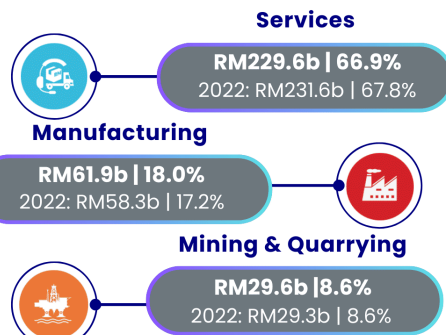 Services
RM229.6b | 66.9%
2022: RM231.6b | 67.8%
Manufacturing
RM61.9b | 18.0%
2022: RM58.3b | 17.2%
Mining & Quarrying
RM29.6b |8.6%
2022: RM29.3b | 8.6%